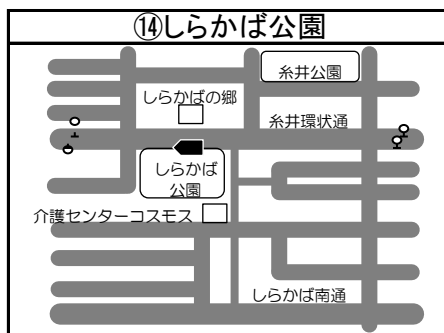 ⑭しらかば公園
糸井公園
しらかばの郷
糸井環状通
しらかば
公園
介護センターコスモス
しらかば南通